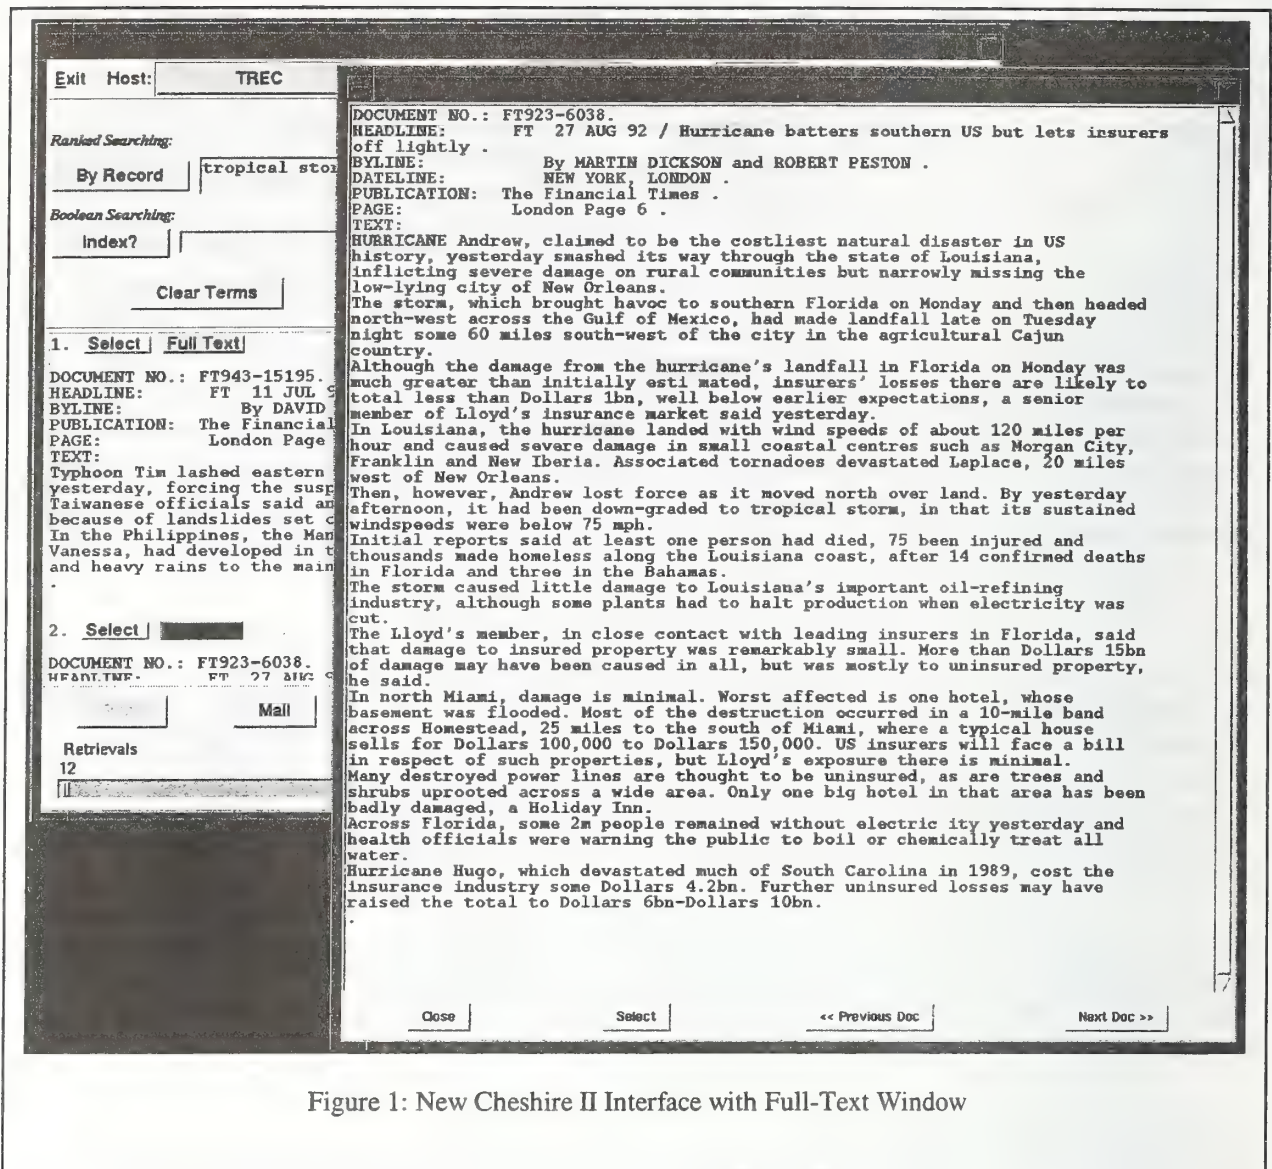 Exit Host: TREC
Ranked Searching:
By Record tropical
Boolean Searching:
Index?
Clear Terms
1. Select Full Text
DOCUMENT NO.: FT943-15195.
HEADLINE: FT 11 JUL
BYLINE: By DAVID
PUBLICATION: The Financial
PAGE: London Page
TEXT:
Typhoon Tim lashed eastern
yesterday, forcing the susp
Taiwanese officials said an
because of landslides set
In the Philippines, the Man
Vanessa, had developed in t
and heavy rains to the main
.
2. Select
DOCUMENT NO.: FT923-6038.
HEADLINE: FT 27 AUG
Mail
Retrievals
12
DOCUMENT NO.: FT923-6038.
HEADLINE: FT 27 AUG 92 / Hurricane batters southern US but lets insurers
off lightly .
BYLINE: By MARTIN DICKSON and ROBERT PESTON .
DATELINE: NEW YORK, LONDON .
PUBLICATION: The Financial Times .
PAGE: London Page 6 .
TEXT:
HURRICANE Andrew, claimed to be the costliest natural disaster in US
history, yesterday smashed its way through the state of Louisiana,
inflicting severe damage on rural communities but narrowly missing the
low-lying city of New Orleans.
The storm, which brought havoc to southern Florida on Monday and then headed
north-west across the Gulf of Mexico, had made landfall late on Tuesday
night some 60 miles south-west of the city in the agricultural Cajun
country.
Although the damage from the hurricane's landfall in Florida on Monday was
much greater than initially esti mated, insurers' losses there are likely to
total less than Dollars 1bn, well below earlier expectations, a senior
member of Lloyd's insurance market said yesterday.
In Louisiana, the hurricane landed with wind speeds of about 120 miles per
hour and caused severe damage in small coastal centres such as Morgan City,
Franklin and New Iberia. Associated tornadoes devastated Laplace, 20 miles
west of New Orleans.
Then, however, Andrew lost force as it moved north over land. By yesterday
afternoon, it had been down-graded to tropical storm, in that its sustained
windspeeds were below 75 mph.
Initial reports said at least one person had died, 75 been injured and
thousands made homeless along the Louisiana coast, after 14 confirmed deaths
in Florida and three in the Bahamas.
The storm caused little damage to Louisiana's important oil-refining
industry, although some plants had to halt production when electricity was
cut.
The Lloyd's member, in close contact with leading insurers in Florida, said
that damage to insured property was remarkably small. More than Dollars 15bn
of damage may have been caused in all, but was mostly to uninsured property,
he said.
In north Miami, damage is minimal. Worst affected is one hotel, whose
basement was flooded. Most of the destruction occurred in a 10-mile band
across Homestead, 25 miles to the south of Miami, where a typical house
sells for Dollars 100,000 to Dollars 150,000. US insurers will face a bill
in respect of such properties, but Lloyd's exposure there is minimal.
Many destroyed power lines are thought to be uninsured, as are trees and
shrubs uprooted across a wide area. Only one big hotel in that area has been
badly damaged, a Holiday Inn.
Across Florida, some 2m people remained without electric ity yesterday and
health officials were warning the public to boil or chemically treat all
water.
Hurricane Hugo, which devastated much of South Carolina in 1989, cost the
insurance industry some Dollars 4.2bn. Further uninsured losses may have
raised the total to Dollars 6bn-Dollars 10bn.
.
Close Select << Previous Doc Next Doc >>
Figure 1: New Cheshire II Interface with Full-Text Window